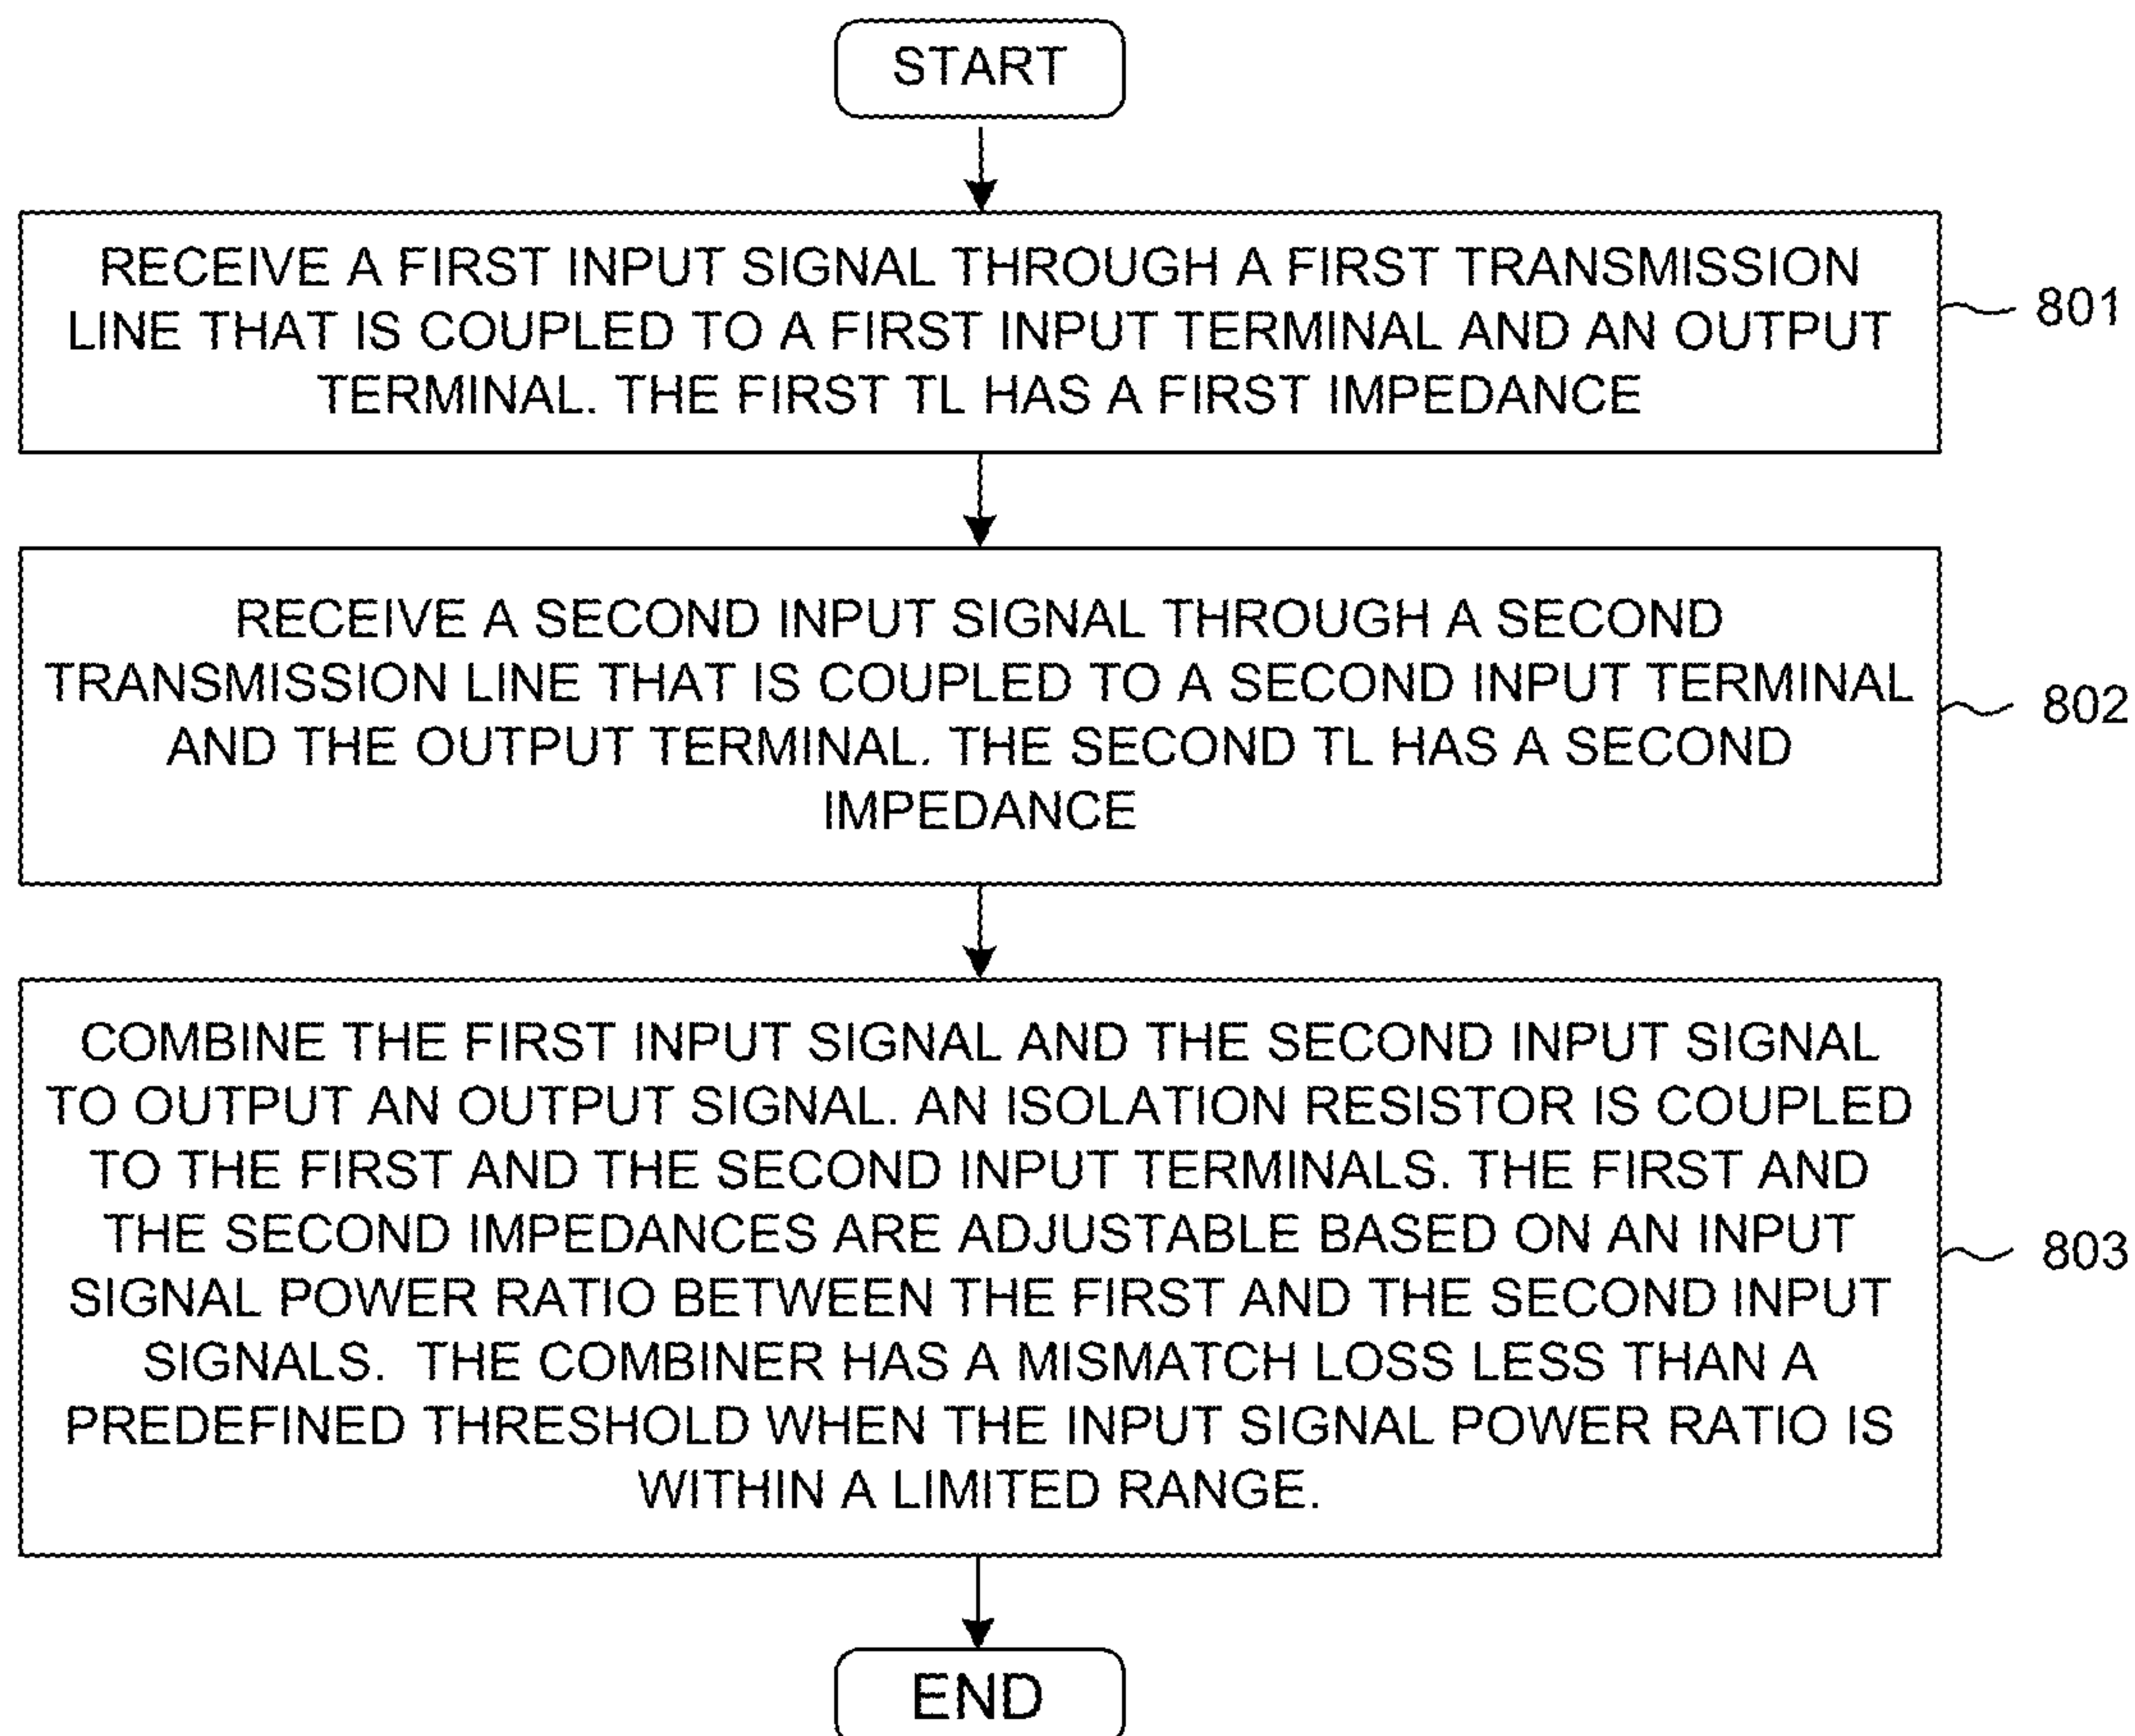 START
RECEIVE A FIRST INPUT SIGNAL THROUGH A FIRST TRANSMISSION
LINE THAT IS COUPLED TO A FIRST INPUT TERMINAL AND AN OUTPUT
TERMINAL. THE FIRST TL HAS A FIRST IMPEDANCE
801
RECEIVE A SECOND INPUT SIGNAL THROUGH A SECOND
TRANSMISSION LINE THAT IS COUPLED TO A SECOND INPUT TERMINAL
AND THE OUTPUT TERMINAL. THE SECOND TL HAS A SECOND
IMPEDANCE
802
COMBINE THE FIRST INPUT SIGNAL AND THE SECOND INPUT SIGNAL
TO OUTPUT AN OUTPUT SIGNAL. AN ISOLATION RESISTOR IS COUPLED
TO THE FIRST AND THE SECOND INPUT TERMINALS. THE FIRST AND
THE SECOND IMPEDANCES ARE ADJUSTABLE BASED ON AN INPUT
SIGNAL POWER RATIO BETWEEN THE FIRST AND THE SECOND INPUT
SIGNALS. THE COMBINER HAS A MISMATCH LOSS LESS THAN A
PREDEFINED THRESHOLD WHEN THE INPUT SIGNAL POWER RATIO IS
WITHIN A LIMITED RANGE.
803
END